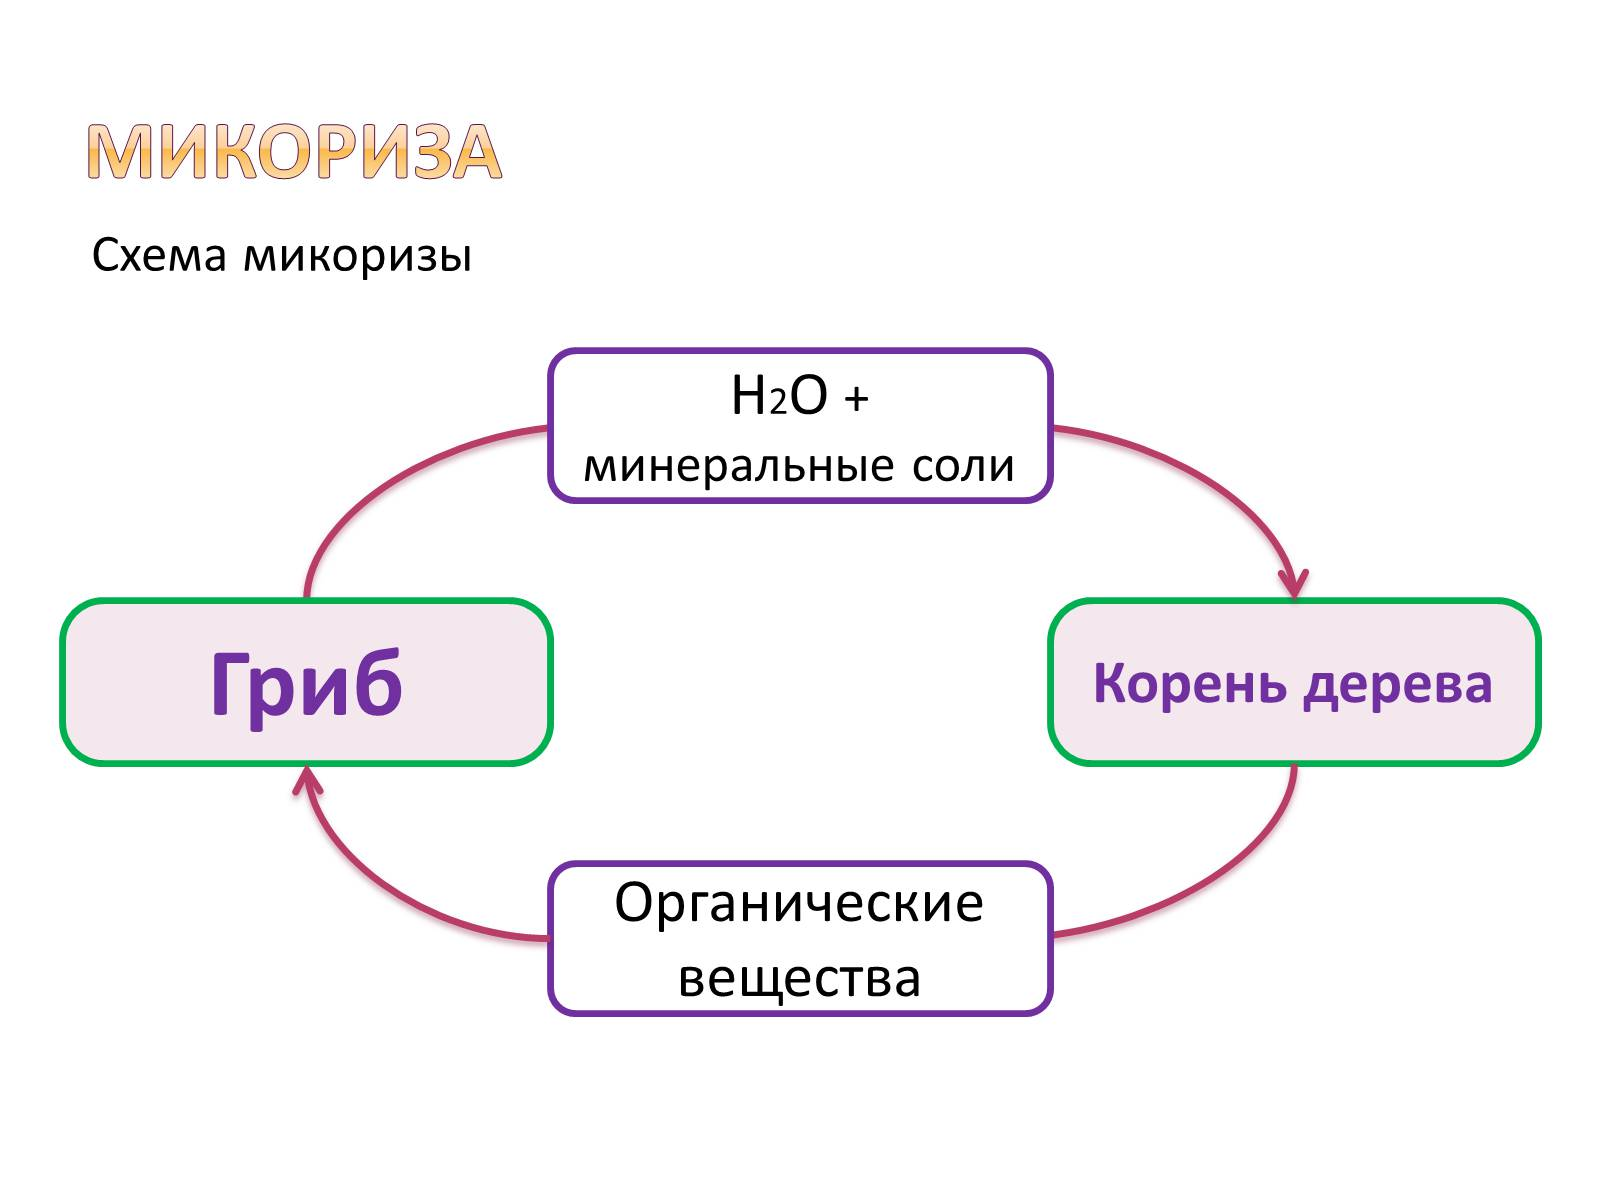 МИКОРИЗА
Схема микоризы
H2O +
минеральные соли
Гриб
Корень дерева
Органические
вещества